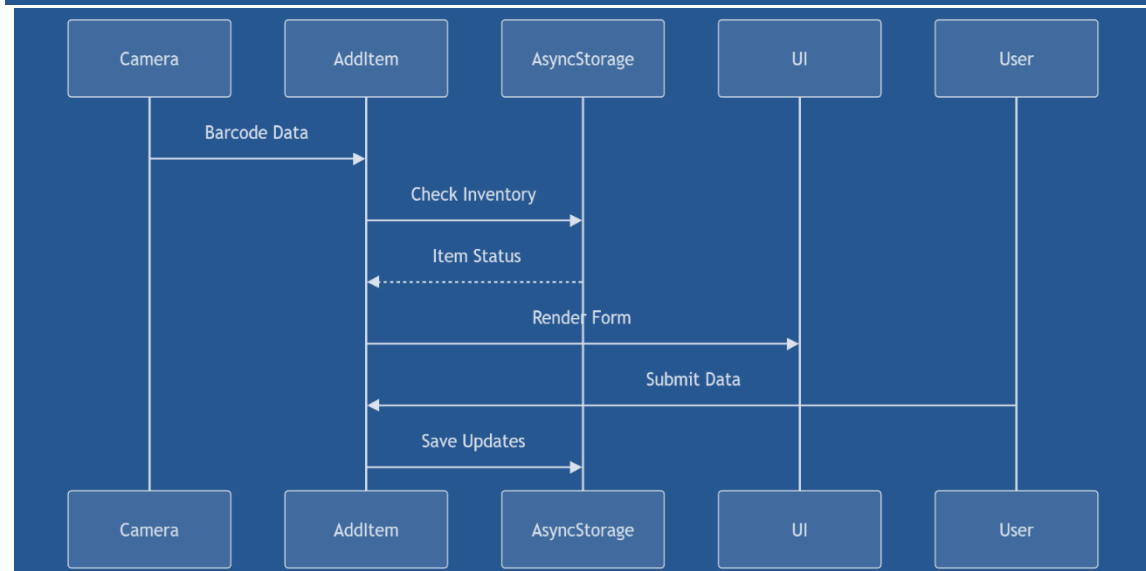 Camera
AddItem
AsyncStorage
UI
User
Barcode Data
Check Inventory
Item Status
Render Form
Submit Data
Save Updates
Camera
AddItem
AsyncStorage
UI
User